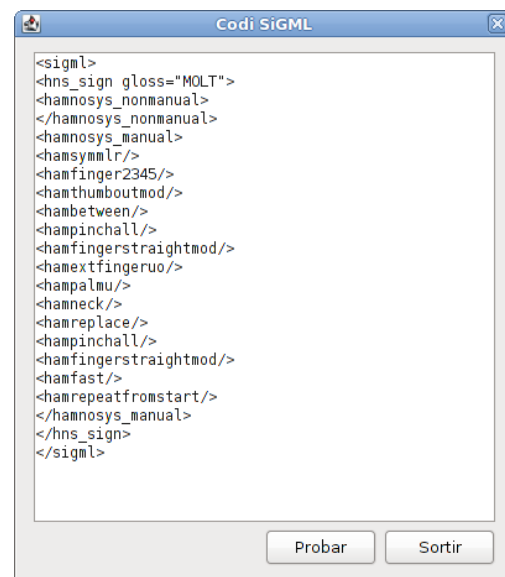 Codi SiGML
<sigml>
<hns_sign gloss="MOLT">
<hamnosys_nonmanual>
</hamnosys_nonmanual>
<hamnosys_manual>
<hamsymmlr/>
<hamfinger2345/>
<hamthumboutmod/>
<hambetween/>
<hampinchall/>
<hamfingerstraightmod/>
<hamextfingeruo/>
<hampalmu/>
<hamneck/>
<hamreplace/>
<hampinchall/>
<hamfingerstraightmod/>
<hamfast/>
<hamrepeatfromstart/>
</hamnosys_manual>
</hns_sign>
</sigml>
Probar Sortir